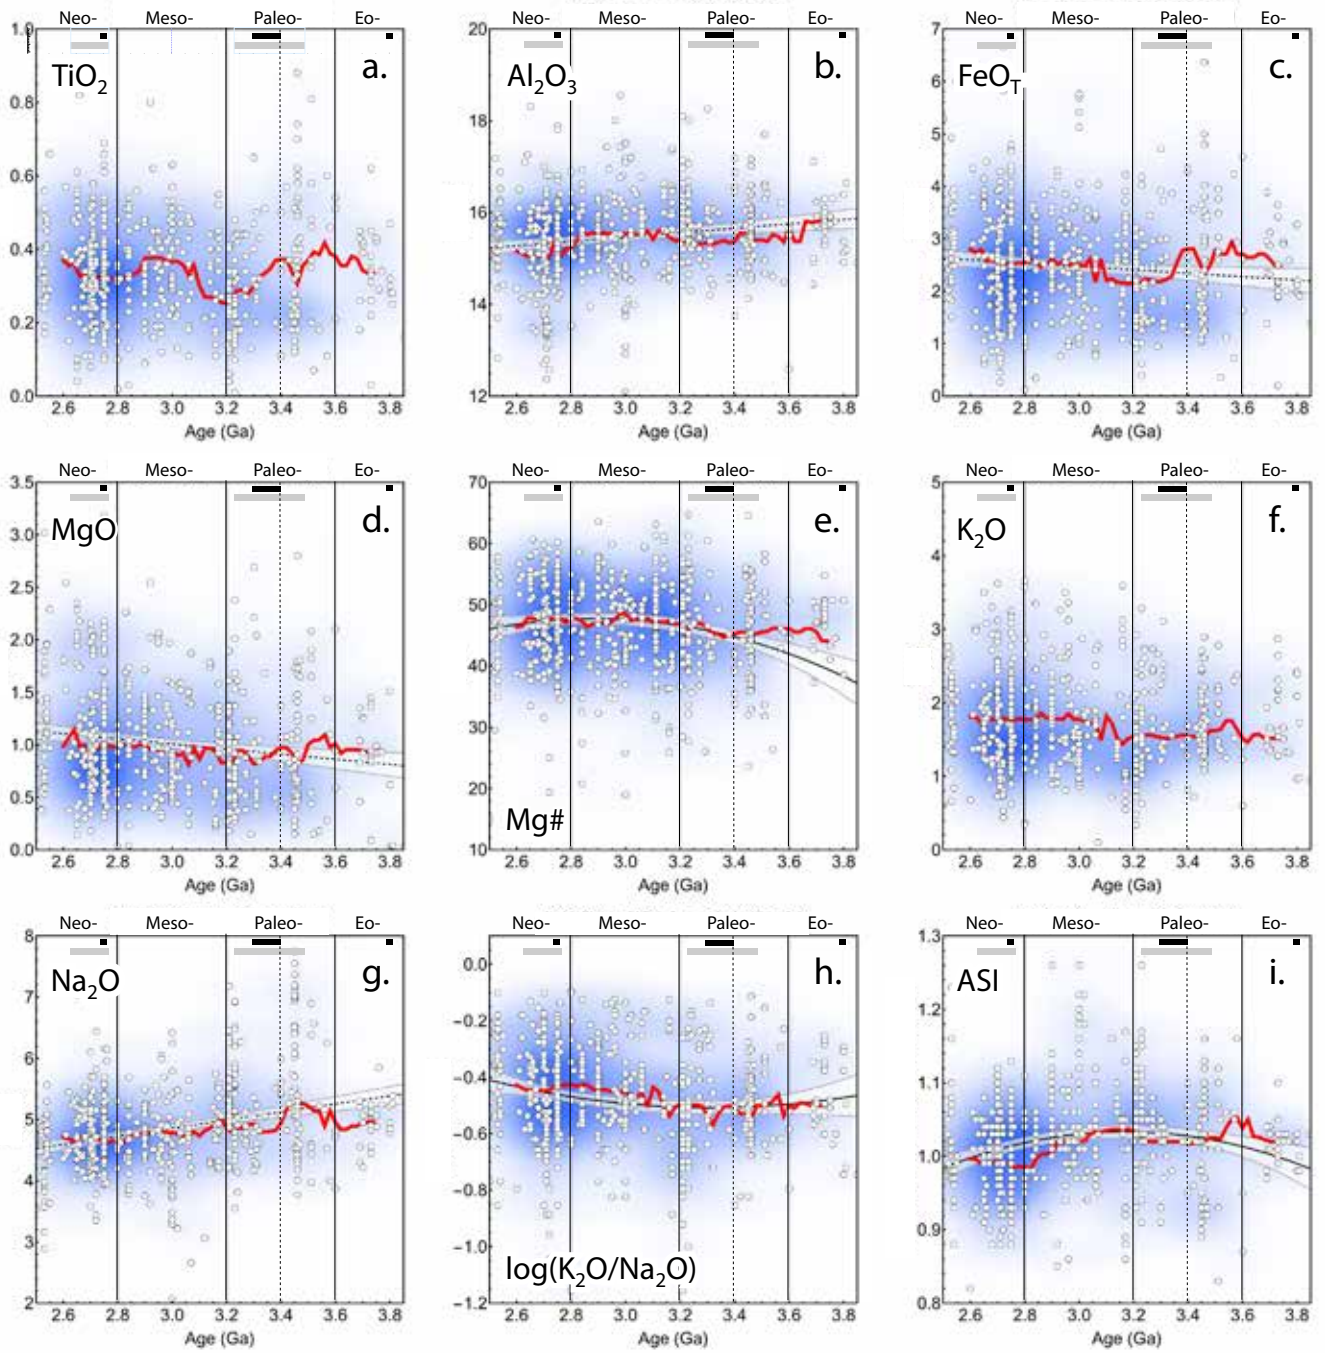 Neo- Meso- Paleo- Eo-
Neo- Meso- Paleo- Eo-
Neo- Meso- Paleo- Eo-
1.0
0.8
0.6
0.4
0.2
0.0
TiO₂
a.
2.6 2.8 3.0 3.2 3.4 3.6 3.8
Age (Ga)
20
18
16
14
12
Al₂O₃
b.
2.6 2.8 3.0 3.2 3.4 3.6 3.8
Age (Ga)
7
6
5
4
3
2
1
0
FeO_T
c.
2.6 2.8 3.0 3.2 3.4 3.6 3.8
Age (Ga)
Neo- Meso- Paleo- Eo-
Neo- Meso- Paleo- Eo-
Neo- Meso- Paleo- Eo-
3.5
3.0
2.5
2.0
1.5
1.0
0.5
0.0
MgO
d.
2.6 2.8 3.0 3.2 3.4 3.6 3.8
Age (Ga)
70
60
50
40
30
20
10
e.
Mg#
2.6 2.8 3.0 3.2 3.4 3.6 3.8
Age (Ga)
5
4
3
2
1
0
K₂O
f.
2.6 2.8 3.0 3.2 3.4 3.6 3.8
Age (Ga)
Neo- Meso- Paleo- Eo-
Neo- Meso- Paleo- Eo-
Neo- Meso- Paleo- Eo-
8
7
6
5
4
3
2
Na₂O
g.
2.6 2.8 3.0 3.2 3.4 3.6 3.8
Age (Ga)
0.0
−0.2
−0.4
−0.6
−0.8
−1.0
−1.2
h.
log(K₂O/Na₂O)
2.6 2.8 3.0 3.2 3.4 3.6 3.8
Age (Ga)
1.3
1.2
1.1
1.0
0.9
0.8
ASI
i.
2.6 2.8 3.0 3.2 3.4 3.6 3.8
Age (Ga)